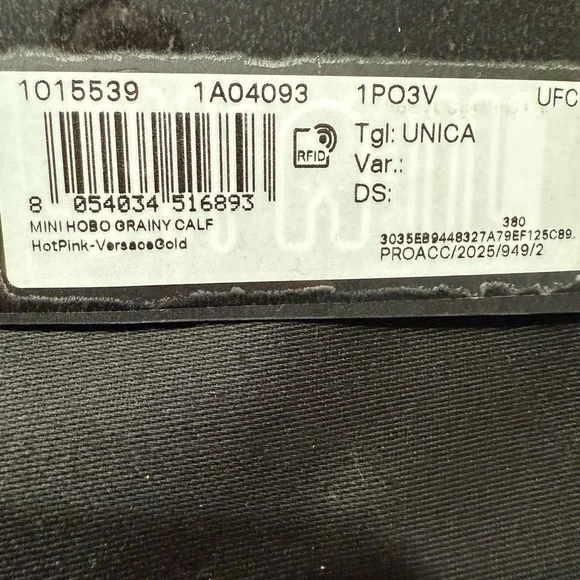 1015539 1A04093 1PO3V UFC
RFID
Tgl: UNICA
Var.:
DS:
8 054034 516893
MINI HOBO GRAINY CALF
HotPink-VersaceGold
380
3035EB9448327A79EF125C89..
PROACC/2025/949/2